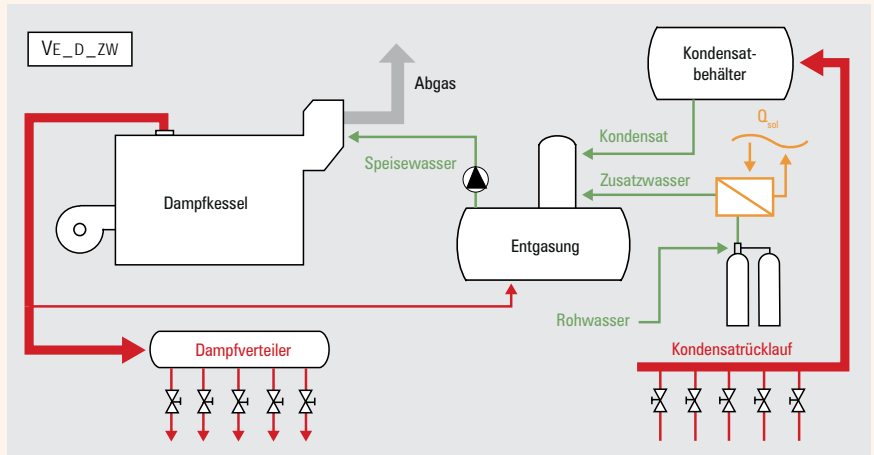 VE_D_ZW
Abgas
Kondensat-
behälter
Q sol
Kondensat
Speisewasser
Zusatzwasser
Dampfkessel
Entgasung
Rohwasser
Dampfverteiler
Kondensatrücklauf